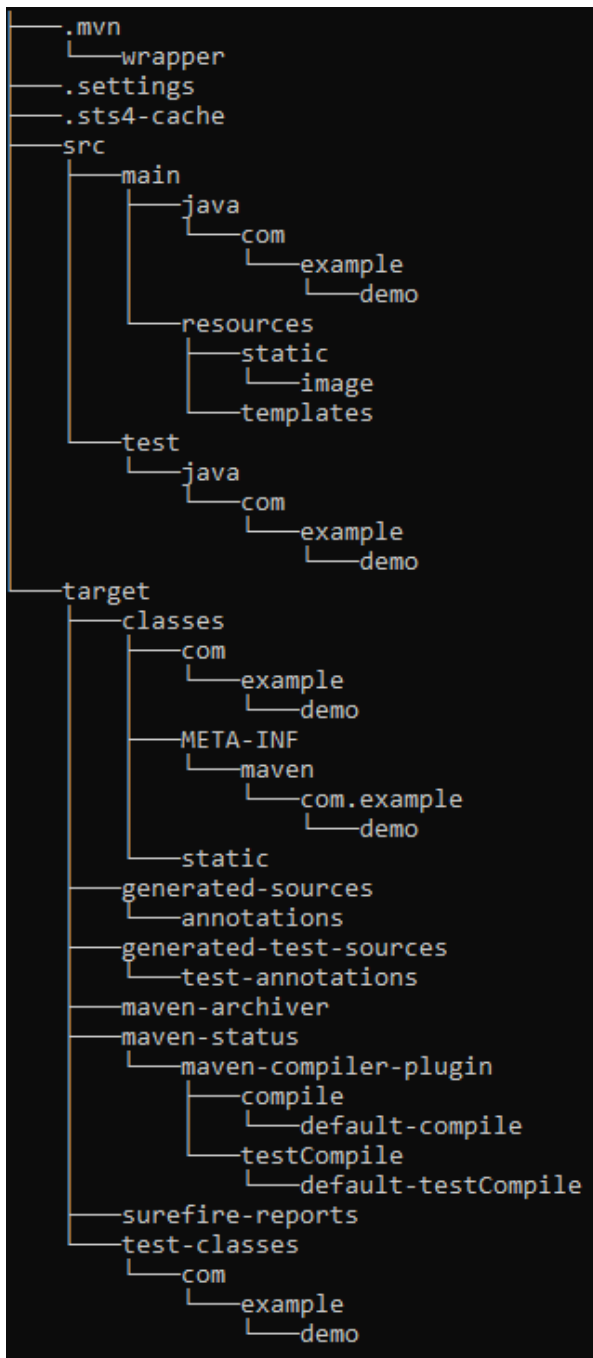 ├───.mvn
│   └───wrapper
├───.settings
├───.sts4-cache
├───src
│   ├───main
│   │   ├───java
│   │   │   └───com
│   │   │       └───example
│   │   │           └───demo
│   │   └───resources
│   │       ├───static
│   │       │   └───image
│   │       └───templates
│   └───test
│       └───java
│           └───com
│               └───example
│                   └───demo
└───target
    ├───classes
    │   ├───com
    │   │   └───example
    │   │       └───demo
    │   ├───META-INF
    │   │   └───maven
    │   │       └───com.example
    │   │           └───demo
    │   └───static
    ├───generated-sources
    │   └───annotations
    ├───generated-test-sources
    │   └───test-annotations
    ├───maven-archiver
    ├───maven-status
    │   └───maven-compiler-plugin
    │       ├───compile
    │       │   └───default-compile
    │       └───testCompile
    │           └───default-testCompile
    ├───surefire-reports
    └───test-classes
        └───com
            └───example
                └───demo